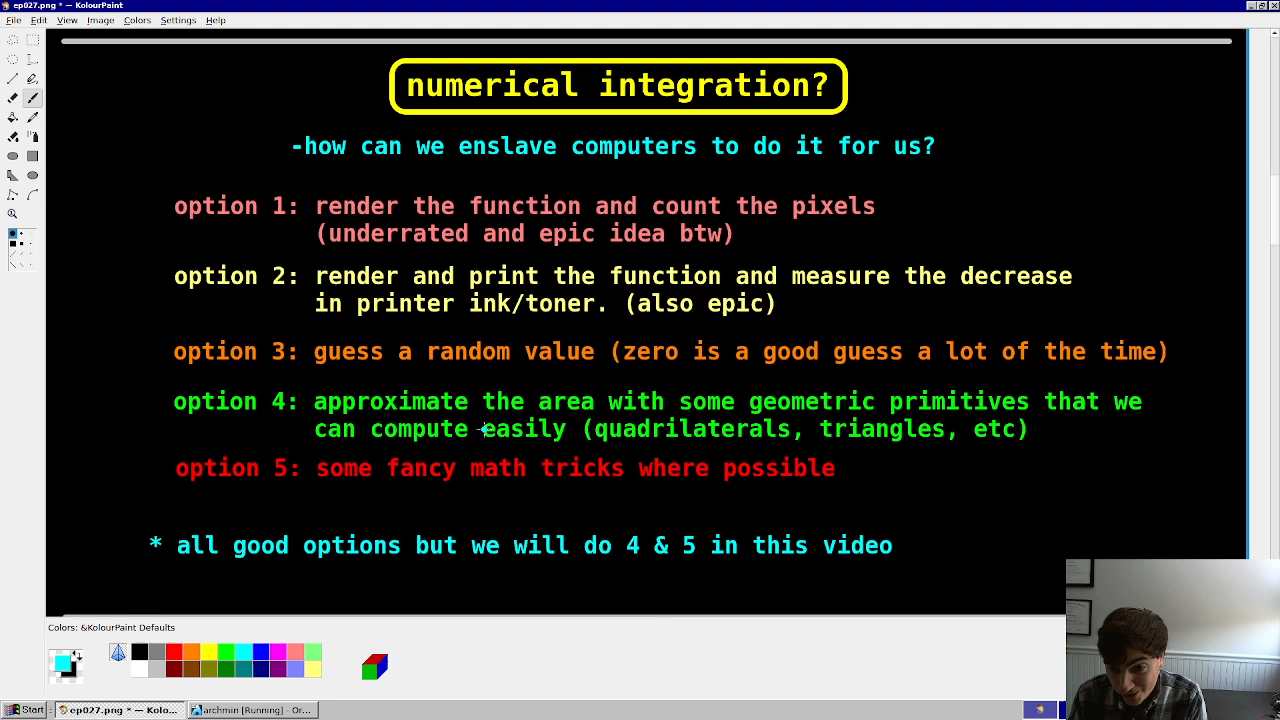 ep027.png * — KolourPaint
File Edit View Image Colors Settings Help
numerical integration?
-how can we enslave computers to do it for us?
option 1: render the function and count the pixels
(underrated and epic idea btw)
option 2: render and print the function and measure the decrease
in printer ink/toner. (also epic)
option 3: guess a random value (zero is a good guess a lot of the time)
option 4: approximate the area with some geometric primitives that we
can compute easily (quadrilaterals, triangles, etc)
option 5: some fancy math tricks where possible
* all good options but we will do 4 & 5 in this video
Colors: &KolourPaint Defaults
Start ep027.png * — Kolo... archmin [Running] - Or...